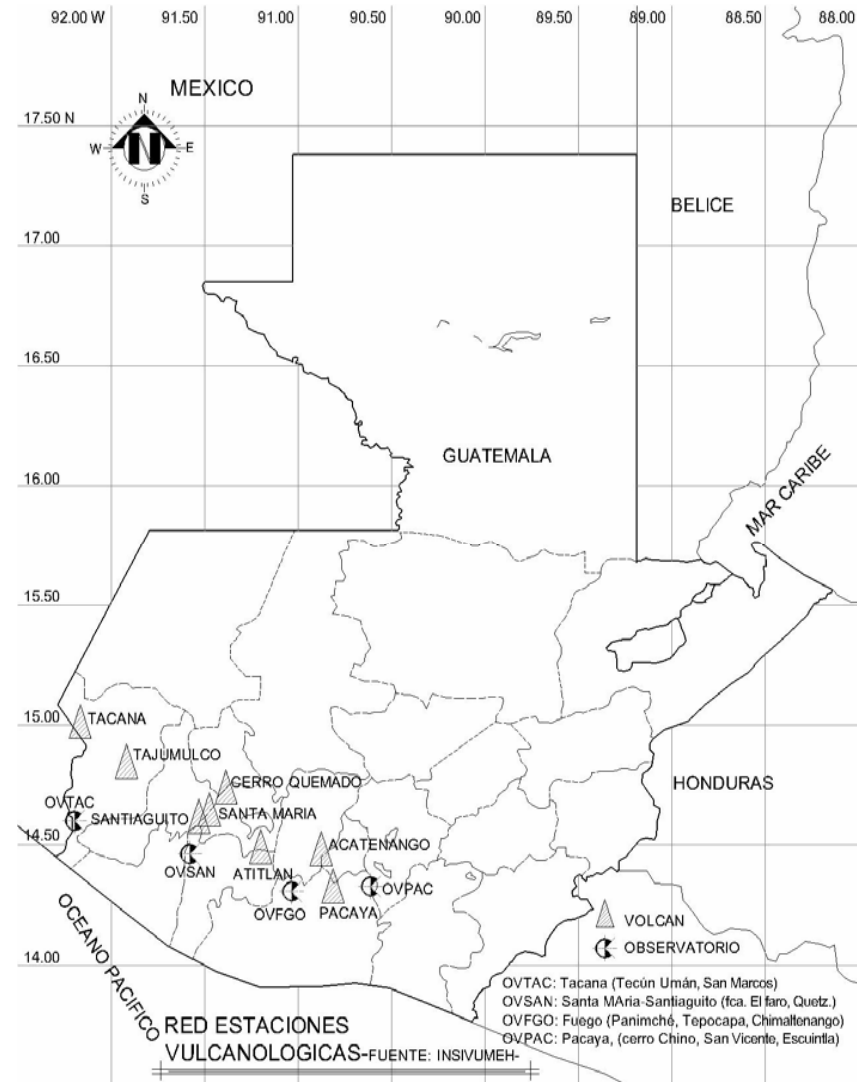 92.00 W 91.50 91.00 90.50 90.00 89.50 89.00 88.50 88.00
MEXICO
N
17.50 N
W N E
S
BELICE
17.00
16.50
GUATEMALA
16.00
MAR CARIBE
15.50
15.00
TACANA
TAJUMULCO
CERRO QUEMADO
HONDURAS
OVTAC
SANTIAGUITO
SANTA MARIA
14.50
ACATENANGO
OVSAN
ATITLAN
OVPAC
OVFGO
PACAYA
VOLCAN
OBSERVATORIO
14.00
OCEANO PACIFICO
OVTAC: Tacana (Tecún Umán, San Marcos)
OVSAN: Santa MAria-Santiaguito (fca. El faro, Quetz.)
OVFGO: Fuego (Panimché, Tepocapa, Chimaltenango)
OVPAC: Pacaya, (cerro Chino, San Vicente, Escuintla)
RED ESTACIONES
VULCANOLOGICAS-FUENTE: INSIVUMEH-